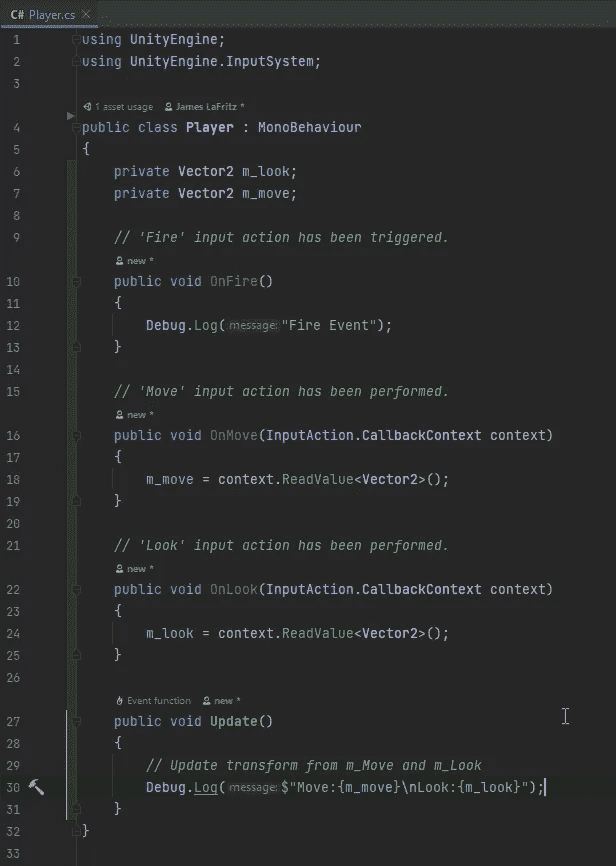 C# Player.cs ×
1 using UnityEngine;
2 using UnityEngine.InputSystem;
3
1 asset usage James LaFritz *
4 public class Player : MonoBehaviour
5 {
6 private Vector2 m_look;
7 private Vector2 m_move;
8
9 // 'Fire' input action has been triggered.
new *
10 public void OnFire()
11 {
12 Debug.Log( message: "Fire Event");
13 }
14
15 // 'Move' input action has been performed.
new *
16 public void OnMove(InputAction.CallbackContext context)
17 {
18 m_move = context.ReadValue<Vector2>();
19 }
20
21 // 'Look' input action has been performed.
new *
22 public void OnLook(InputAction.CallbackContext context)
23 {
24 m_look = context.ReadValue<Vector2>();
25 }
26
Event function new *
27 public void Update()
28 {
29 // Update transform from m_Move and m_Look
30 Debug.Log( message: $"Move:{m_move}\nLook:{m_look}");
31 }
32 }
33